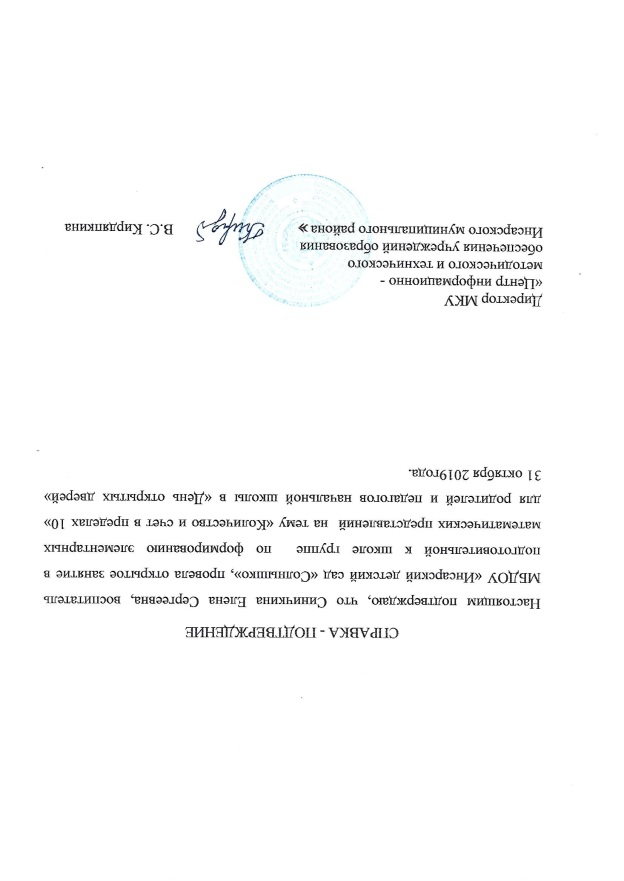 СПРАВКА - ПОДТВЕРЖДЕНИЕ
Настоящим подтверждаю, что Синичкина Елена Сергеевна, воспитатель
МБДОУ «Инсарский детский сад «Солнышко», провела открытое занятие в
подготовительной к школе группе по формированию элементарных
математических представлений на тему «Количество и счет в пределах 10»
для родителей и педагогов начальной школы в «День открытых дверей»
31 октября 2019года.
Директор МКУ
«Центр информационно -
методического и технического
обеспечения учреждений образования
Инсарского муниципального района» В.С. Кирдяпкина